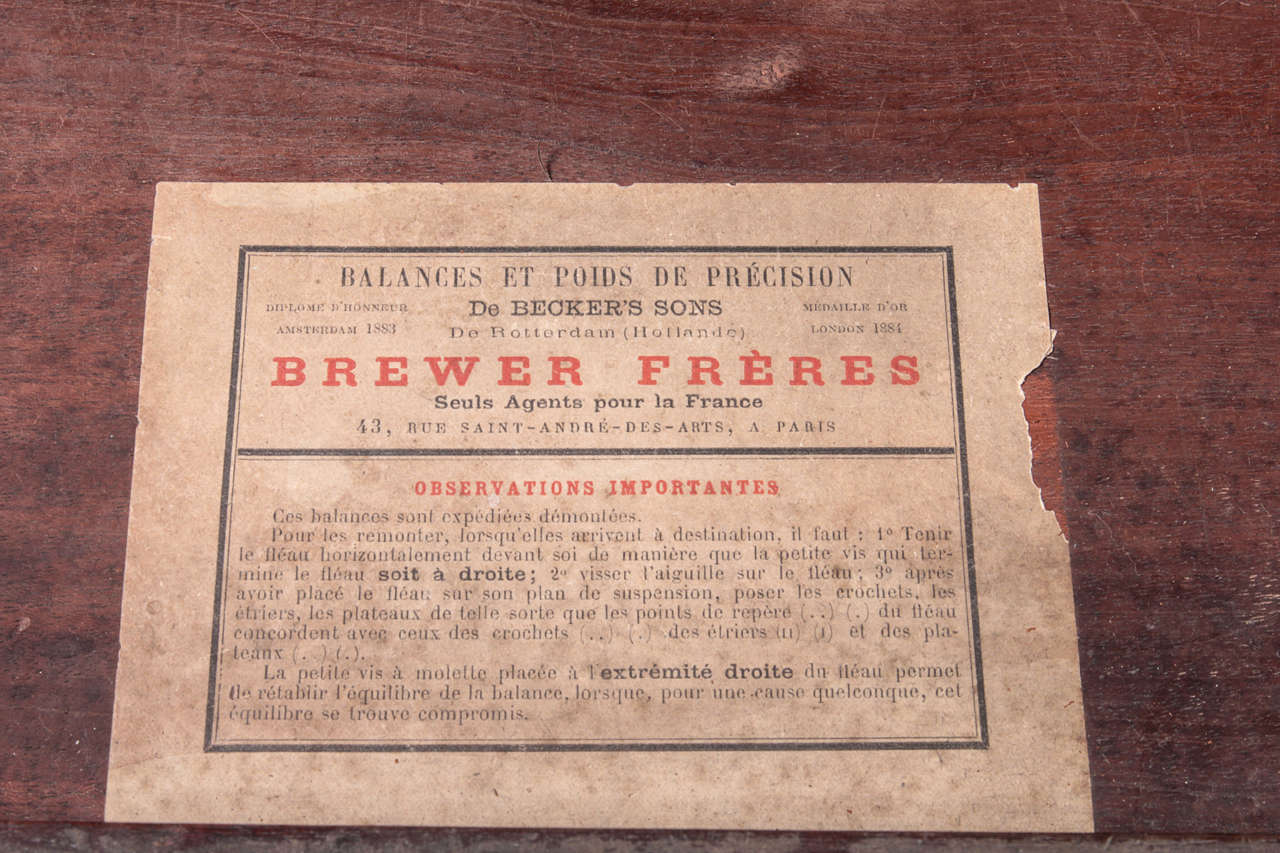 BALANCES ET POIDS DE PRÉCISION
DIPLOME D'HONNEUR De BECKER'S SONS MÉDAILLE D'OR
AMSTERDAM 1883 De Rotterdam (Hollande) LONDON 1884
BREWER FRÈRES
Seuls Agents pour la France
43, RUE SAINT-ANDRÉ-DES-ARTS, A PARIS
OBSERVATIONS IMPORTANTES
Ces balances sont expédiées démontées.
Pour les remonter, lorsqu'elles arrivent à destination, il faut : 1º Tenir
le fléau horizontalement devant soi de manière que la petite vis qui ter-
mine le fléau soit à droite; 2º visser l'aiguille sur le fléau; 3º après
avoir placé le fléau sur son plan de suspension, poser les crochets, les
étriers, les plateaux de telle sorte que les points de repère (..) (.) du fléau
concordent avec ceux des crochets (..) (.) des étriers (II) (I) et des pla-
teaux (..) (.).
La petite vis à molette placée à l'extrémité droite du fléau permet
de rétablir l'équilibre de la balance, lorsque, pour une cause quelconque, cet
équilibre se trouve compromis.